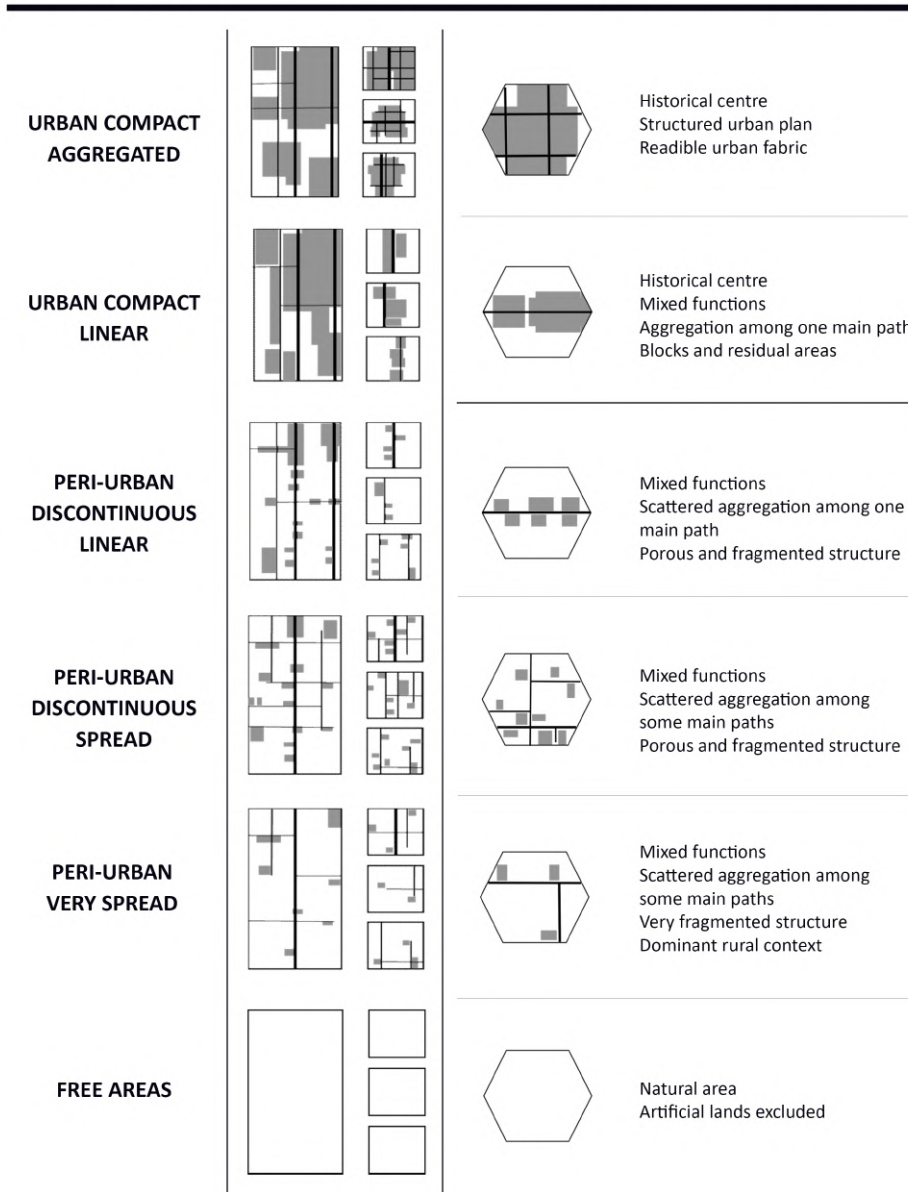 URBAN COMPACT
AGGREGATED
Historical centre
Structured urban plan
Readible urban fabric
URBAN COMPACT
LINEAR
Historical centre
Mixed functions
Aggregation among one main path
Blocks and residual areas
PERI-URBAN
DISCONTINUOUS
LINEAR
Mixed functions
Scattered aggregation among one
main path
Porous and fragmented structure
PERI-URBAN
DISCONTINUOUS
SPREAD
Mixed functions
Scattered aggregation among
some main paths
Porous and fragmented structure
PERI-URBAN
VERY SPREAD
Mixed functions
Scattered aggregation among
some main paths
Very fragmented structure
Dominant rural context
FREE AREAS
Natural area
Artificial lands excluded